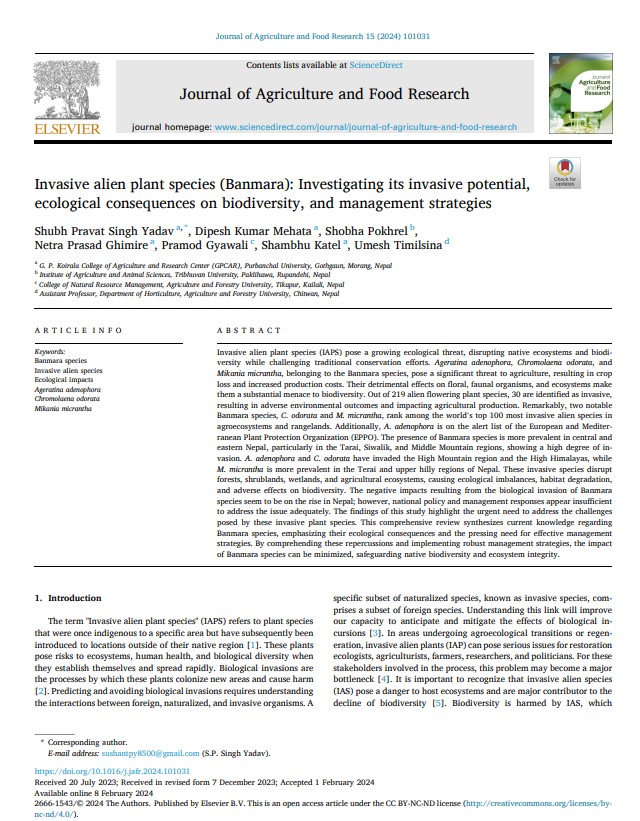 Journal of Agriculture and Food Research 15 (2024) 101031
Contents lists available at ScienceDirect
Journal of Agriculture and Food Research
journal homepage: www.sciencedirect.com/journal/journal-of-agriculture-and-food-research
ELSEVIER
Journal of
Agriculture
and Food
Research
Check for
updates
Invasive alien plant species (Banmara): Investigating its invasive potential,
ecological consequences on biodiversity, and management strategies
Shubh Pravat Singh Yadav a,*, Dipesh Kumar Mehata a, Shobha Pokhrel b,
Netra Prasad Ghimire a, Pramod Gyawali c, Shambhu Katel a, Umesh Timilsina d
a G. P. Koirala College of Agriculture and Research Center (GPCAR), Purbanchal University, Gothgaun, Morang, Nepal
b Institute of Agriculture and Animal Sciences, Tribhuvan University, Paklihawa, Rupandehi, Nepal
c College of Natural Resource Management, Agriculture and Forestry University, Tikapur, Kailali, Nepal
d Assistant Professor, Department of Horticulture, Agriculture and Forestry University, Chitwan, Nepal
ARTICLE INFO
Keywords:
Banmara species
Invasive alien species
Ecological impacts
Ageratina adenophora
Chromolaena odorata
Mikania micrantha
ABSTRACT
Invasive alien plant species (IAPS) pose a growing ecological threat, disrupting native ecosystems and biodi-
versity while challenging traditional conservation efforts. Ageratina adenophora, Chromolaena odorata, and
Mikania micrantha, belonging to the Banmara species, pose a significant threat to agriculture, resulting in crop
loss and increased production costs. Their detrimental effects on floral, faunal organisms, and ecosystems make
them a substantial menace to biodiversity. Out of 219 alien flowering plant species, 30 are identified as invasive,
resulting in adverse environmental outcomes and impacting agricultural production. Remarkably, two notable
Banmara species, C. odorata and M. micrantha, rank among the world's top 100 most invasive alien species in
agroecosystems and rangelands. Additionally, A. adenophora is on the alert list of the European and Mediter-
ranean Plant Protection Organization (EPPO). The presence of Banmara species is more prevalent in central and
eastern Nepal, particularly in the Tarai, Siwalik, and Middle Mountain regions, showing a high degree of in-
vasion. A. adenophora and C. odorata have invaded the High Mountain region and the High Himalayas, while
M. micrantha is more prevalent in the Terai and upper hilly regions of Nepal. These invasive species disrupt
forests, shrublands, wetlands, and agricultural ecosystems, causing ecological imbalances, habitat degradation,
and adverse effects on biodiversity. The negative impacts resulting from the biological invasion of Banmara
species seem to be on the rise in Nepal; however, national policy and management responses appear insufficient
to address the issue adequately. The findings of this study highlight the urgent need to address the challenges
posed by these invasive plant species. This comprehensive review synthesizes current knowledge regarding
Banmara species, emphasizing their ecological consequences and the pressing need for effective management
strategies. By comprehending these repercussions and implementing robust management strategies, the impact
of Banmara species can be minimized, safeguarding native biodiversity and ecosystem integrity.
1. Introduction
The term "Invasive alien plant species" (IAPS) refers to plant species
that were once indigenous to a specific area but have subsequently been
introduced to locations outside of their native region [1]. These plants
pose risk to ecosystems, human health, and biological diversity when
they establish themselves and spread rapidly. Biological invasions are
the processes by which these plants colonize new areas and cause harm
[2]. Predicting and avoiding biological invasions requires understanding
the interactions between foreign, naturalized, and invasive organisms. A
specific subset of naturalized species, known as invasive species, com-
prises a subset of foreign species. Understanding this link will improve
our capacity to anticipate and mitigate the effects of biological in-
cursions [3]. In areas undergoing agroecological transitions or regen-
eration, invasive alien plants (IAP) can pose serious issues for restoration
ecologists, agriculturists, farmers, researchers, and politicians. For these
stakeholders involved in the process, this problem may become a major
bottleneck [4]. It is important to recognize that invasive alien species
(IAS) pose a danger to host ecosystems and are major contributor to the
decline of biodiversity [5]. Biodiversity is harmed by IAS, which
* Corresponding author.
E-mail address: sushantpy8500@gmail.com (S.P. Singh Yadav).
https://doi.org/10.1016/j.jafr.2024.101031
Received 20 July 2023; Received in revised form 7 December 2023; Accepted 1 February 2024
Available online 8 February 2024
2666-1543/© 2024 The Authors. Published by Elsevier B.V. This is an open access article under the CC BY-NC-ND license (http://creativecommons.org/licenses/by-
nc-nd/4.0/).